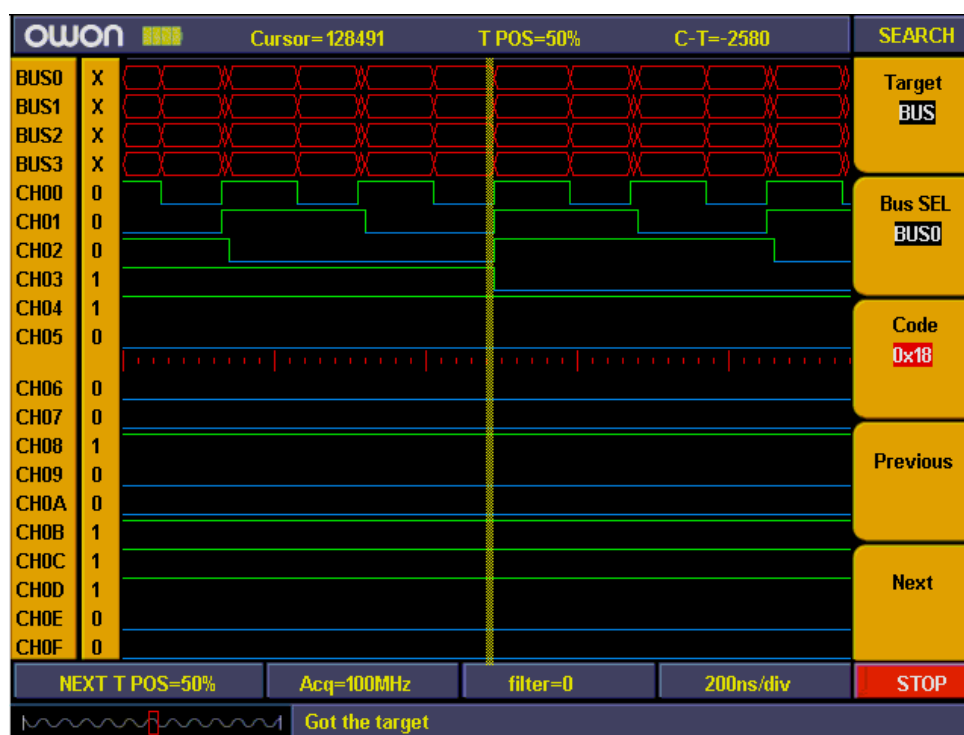 owon Cursor=128491 T POS=50% C-T=-2580 SEARCH
BUS0 X
BUS1 X
BUS2 X
BUS3 X
CH00 0
CH01 0
CH02 0
CH03 1
CH04 1
CH05 0
CH06 0
CH07 0
CH08 1
CH09 0
CH0A 0
CH0B 1
CH0C 1
CH0D 1
CH0E 0
CH0F 0
Target
BUS
Bus SEL
BUS0
Code
0x18
Previous
Next
NEXT T POS=50% Acq=100MHz filter=0 200ns/div STOP
Got the target